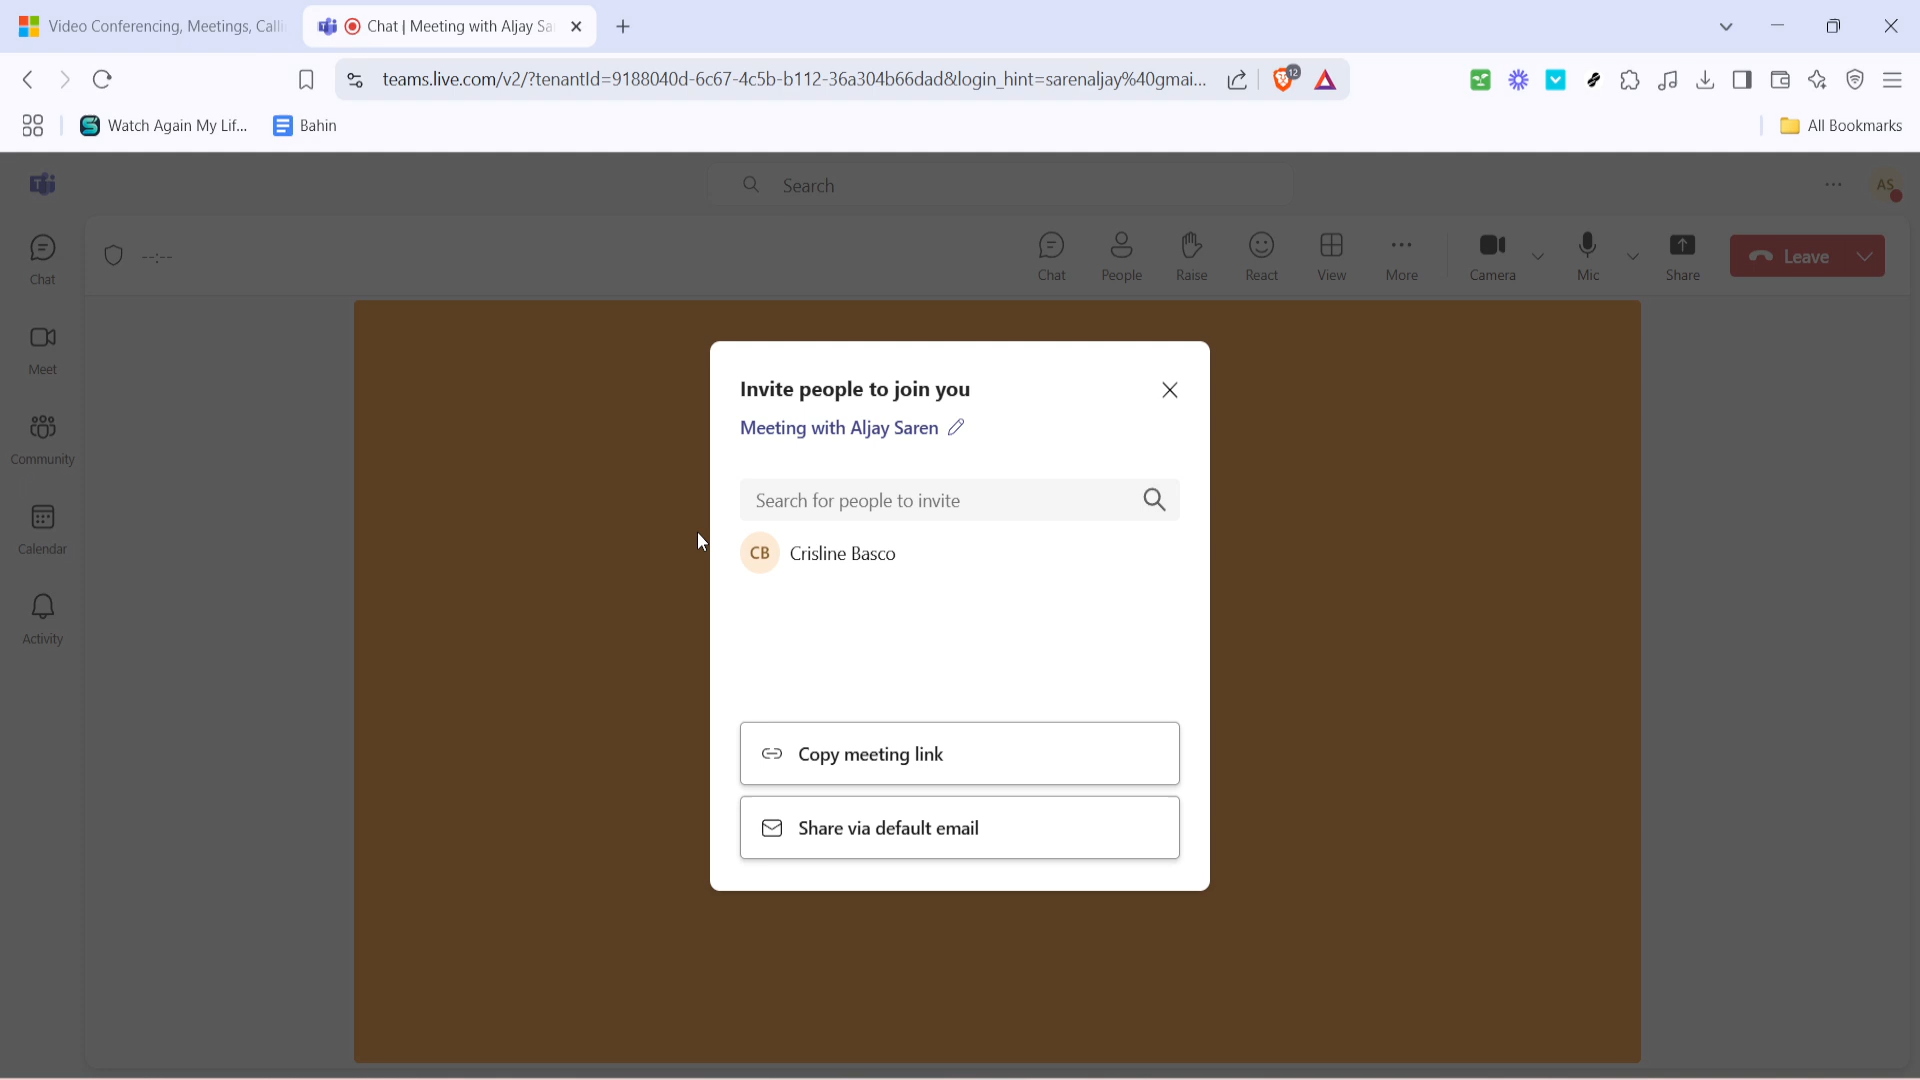 Video Conferencing, Meetings, Calli
Chat | Meeting with Aljay Sa
teams.live.com/v2/?tenantId=9188040d-6c67-4c5b-b112-36a304b66dad&login_hint=sarenaljay%40gmai...
12
Watch Again My Lif...
Bahin
All Bookmarks
Search
AS
--:--
Chat
People
Raise
React
View
More
Camera
Mic
Share
Leave
Chat
Meet
Community
Calendar
Activity
Invite people to join you
Meeting with Aljay Saren
Search for people to invite
CB
Crisline Basco
Copy meeting link
Share via default email